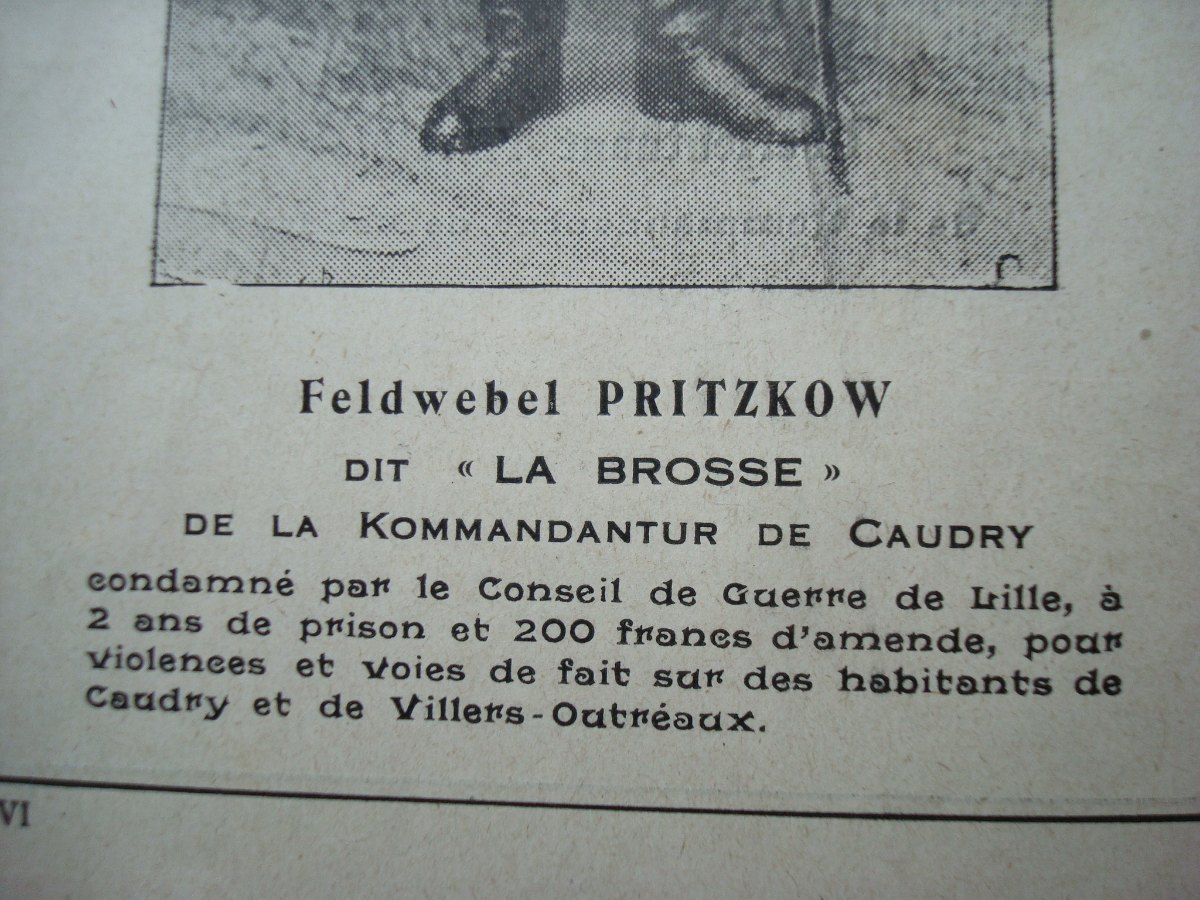 Feldwebel PRITZKOW
DIT « LA BROSSE »
DE LA KOMMANDANTUR DE CAUDRY
condamné par le Conseil de Guerre de Lille, à
2 ans de prison et 200 francs d'amende, pour
violences et voies de fait sur des habitants de
Caudry et de Villers-Outréaux.
VI